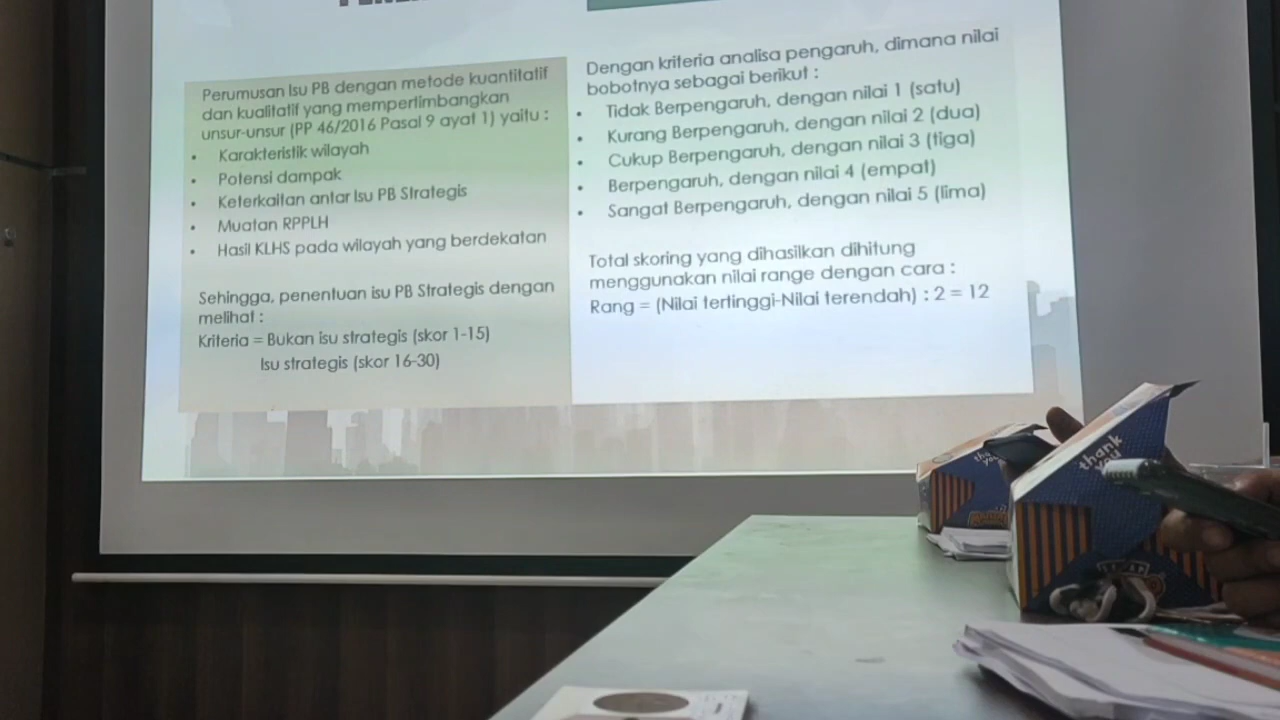 Perumusan Isu PB dengan metode kuantitatif
dan kualitatif yang mempertimbangkan
unsur-unsur (PP 46/2016 Pasal 9 ayat 1) yaitu :
• Karakteristik wilayah
• Potensi dampak
• Keterkaitan antar Isu PB Strategis
• Muatan RPPLH
• Hasil KLHS pada wilayah yang berdekatan
Sehingga, penentuan isu PB Strategis dengan
melihat :
Kriteria = Bukan isu strategis (skor 1-15)
Isu strategis (skor 16-30)
Dengan kriteria analisa pengaruh, dimana nilai
bobotnya sebagai berikut :
• Tidak Berpengaruh, dengan nilai 1 (satu)
• Kurang Berpengaruh, dengan nilai 2 (dua)
• Cukup Berpengaruh, dengan nilai 3 (tiga)
• Berpengaruh, dengan nilai 4 (empat)
• Sangat Berpengaruh, dengan nilai 5 (lima)
Total skoring yang dihasilkan dihitung
menggunakan nilai range dengan cara :
Rang = (Nilai tertinggi-Nilai terendah) : 2 = 12
thank
you
thank
you